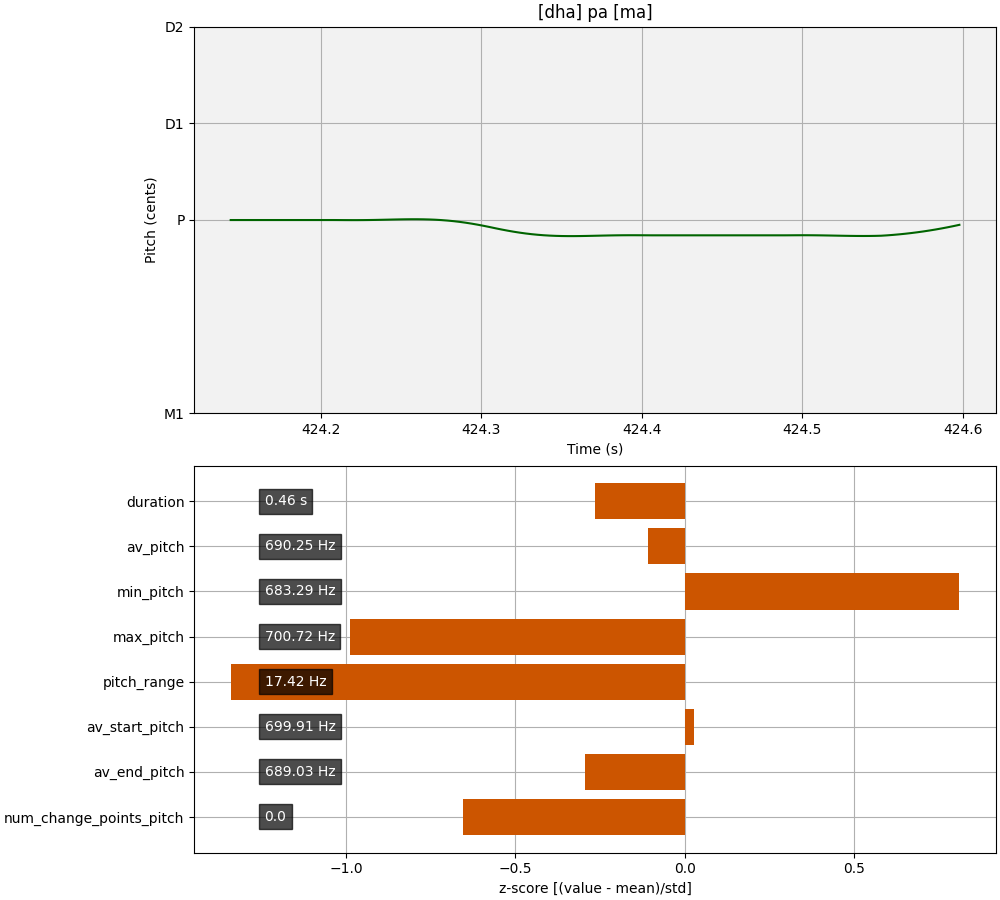 [dha] pa [ma]
D2
D1
P
M1
Pitch (cents)
424.2 424.3 424.4 424.5 424.6
Time (s)
duration 0.46 s
av_pitch 690.25 Hz
min_pitch 683.29 Hz
max_pitch 700.72 Hz
pitch_range 17.42 Hz
av_start_pitch 699.91 Hz
av_end_pitch 689.03 Hz
num_change_points_pitch 0.0
−1.0 −0.5 0.0 0.5
z-score [(value - mean)/std]